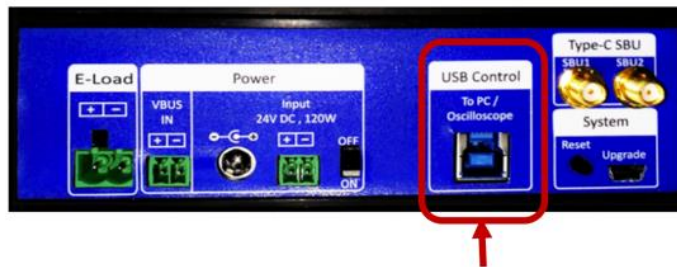 E-Load
+ −
Power
VBUS
IN
+ −
Input
24V DC , 120W
+ −
OFF
ON
USB Control
To PC /
Oscilloscope
Type-C SBU
SBU1 SBU2
System
Reset
Upgrade